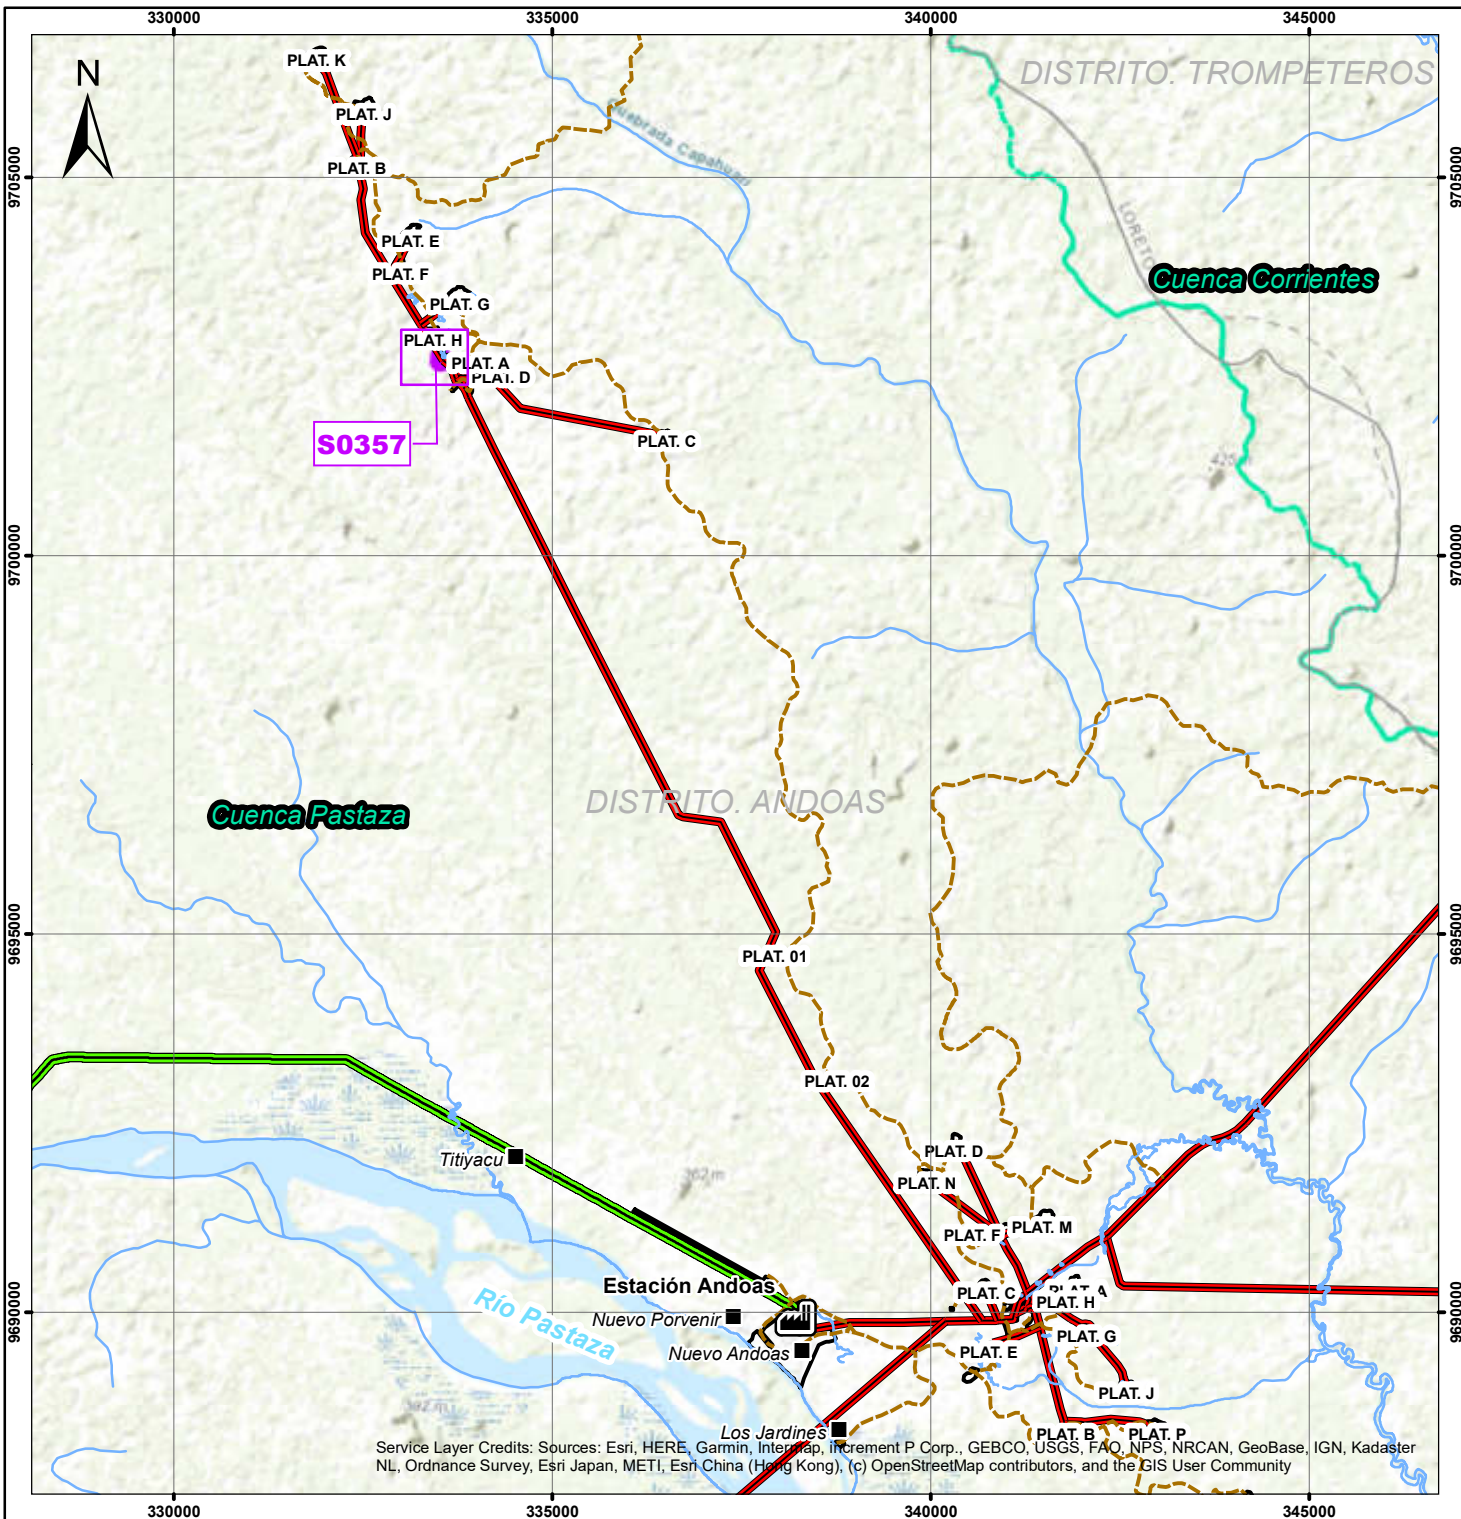 330000
335000
340000
345000
DISTRITO. TROMPETEROS
N
PLAT. K
PLAT. J
Quebrada Capahuari
PLAT. B
9705000
9705000
LORETO
PLAT. E
PLAT. F
Cuenca Corrientes
PLAT. G
PLAT. H
PLAT. A
PLAT. D
S0357
PLAT. C
9700000
9700000
DISTRITO. ANDOAS
Cuenca Pastaza
9695000
9695000
PLAT. 01
PLAT. 02
PLAT. D
Titiyacu
262 m
PLAT. N
PLAT. M
PLAT. F
Estación Andoas
PLAT. C
PLAT. A
PLAT. H
9690000
9690000
Río Pastaza
Nuevo Porvenir
PLAT. G
Nuevo Andoas
PLAT. E
PLAT. J
Los Jardines
PLAT. B
PLAT. P
Service Layer Credits: Sources: Esri, HERE, Garmin, Intermap, increment P Corp., GEBCO, USGS, FAO, NPS, NRCAN, GeoBase, IGN, Kadaster
NL, Ordnance Survey, Esri Japan, METI, Esri China (Hong Kong), (c) OpenStreetMap contributors, and the GIS User Community
330000
335000
340000
345000